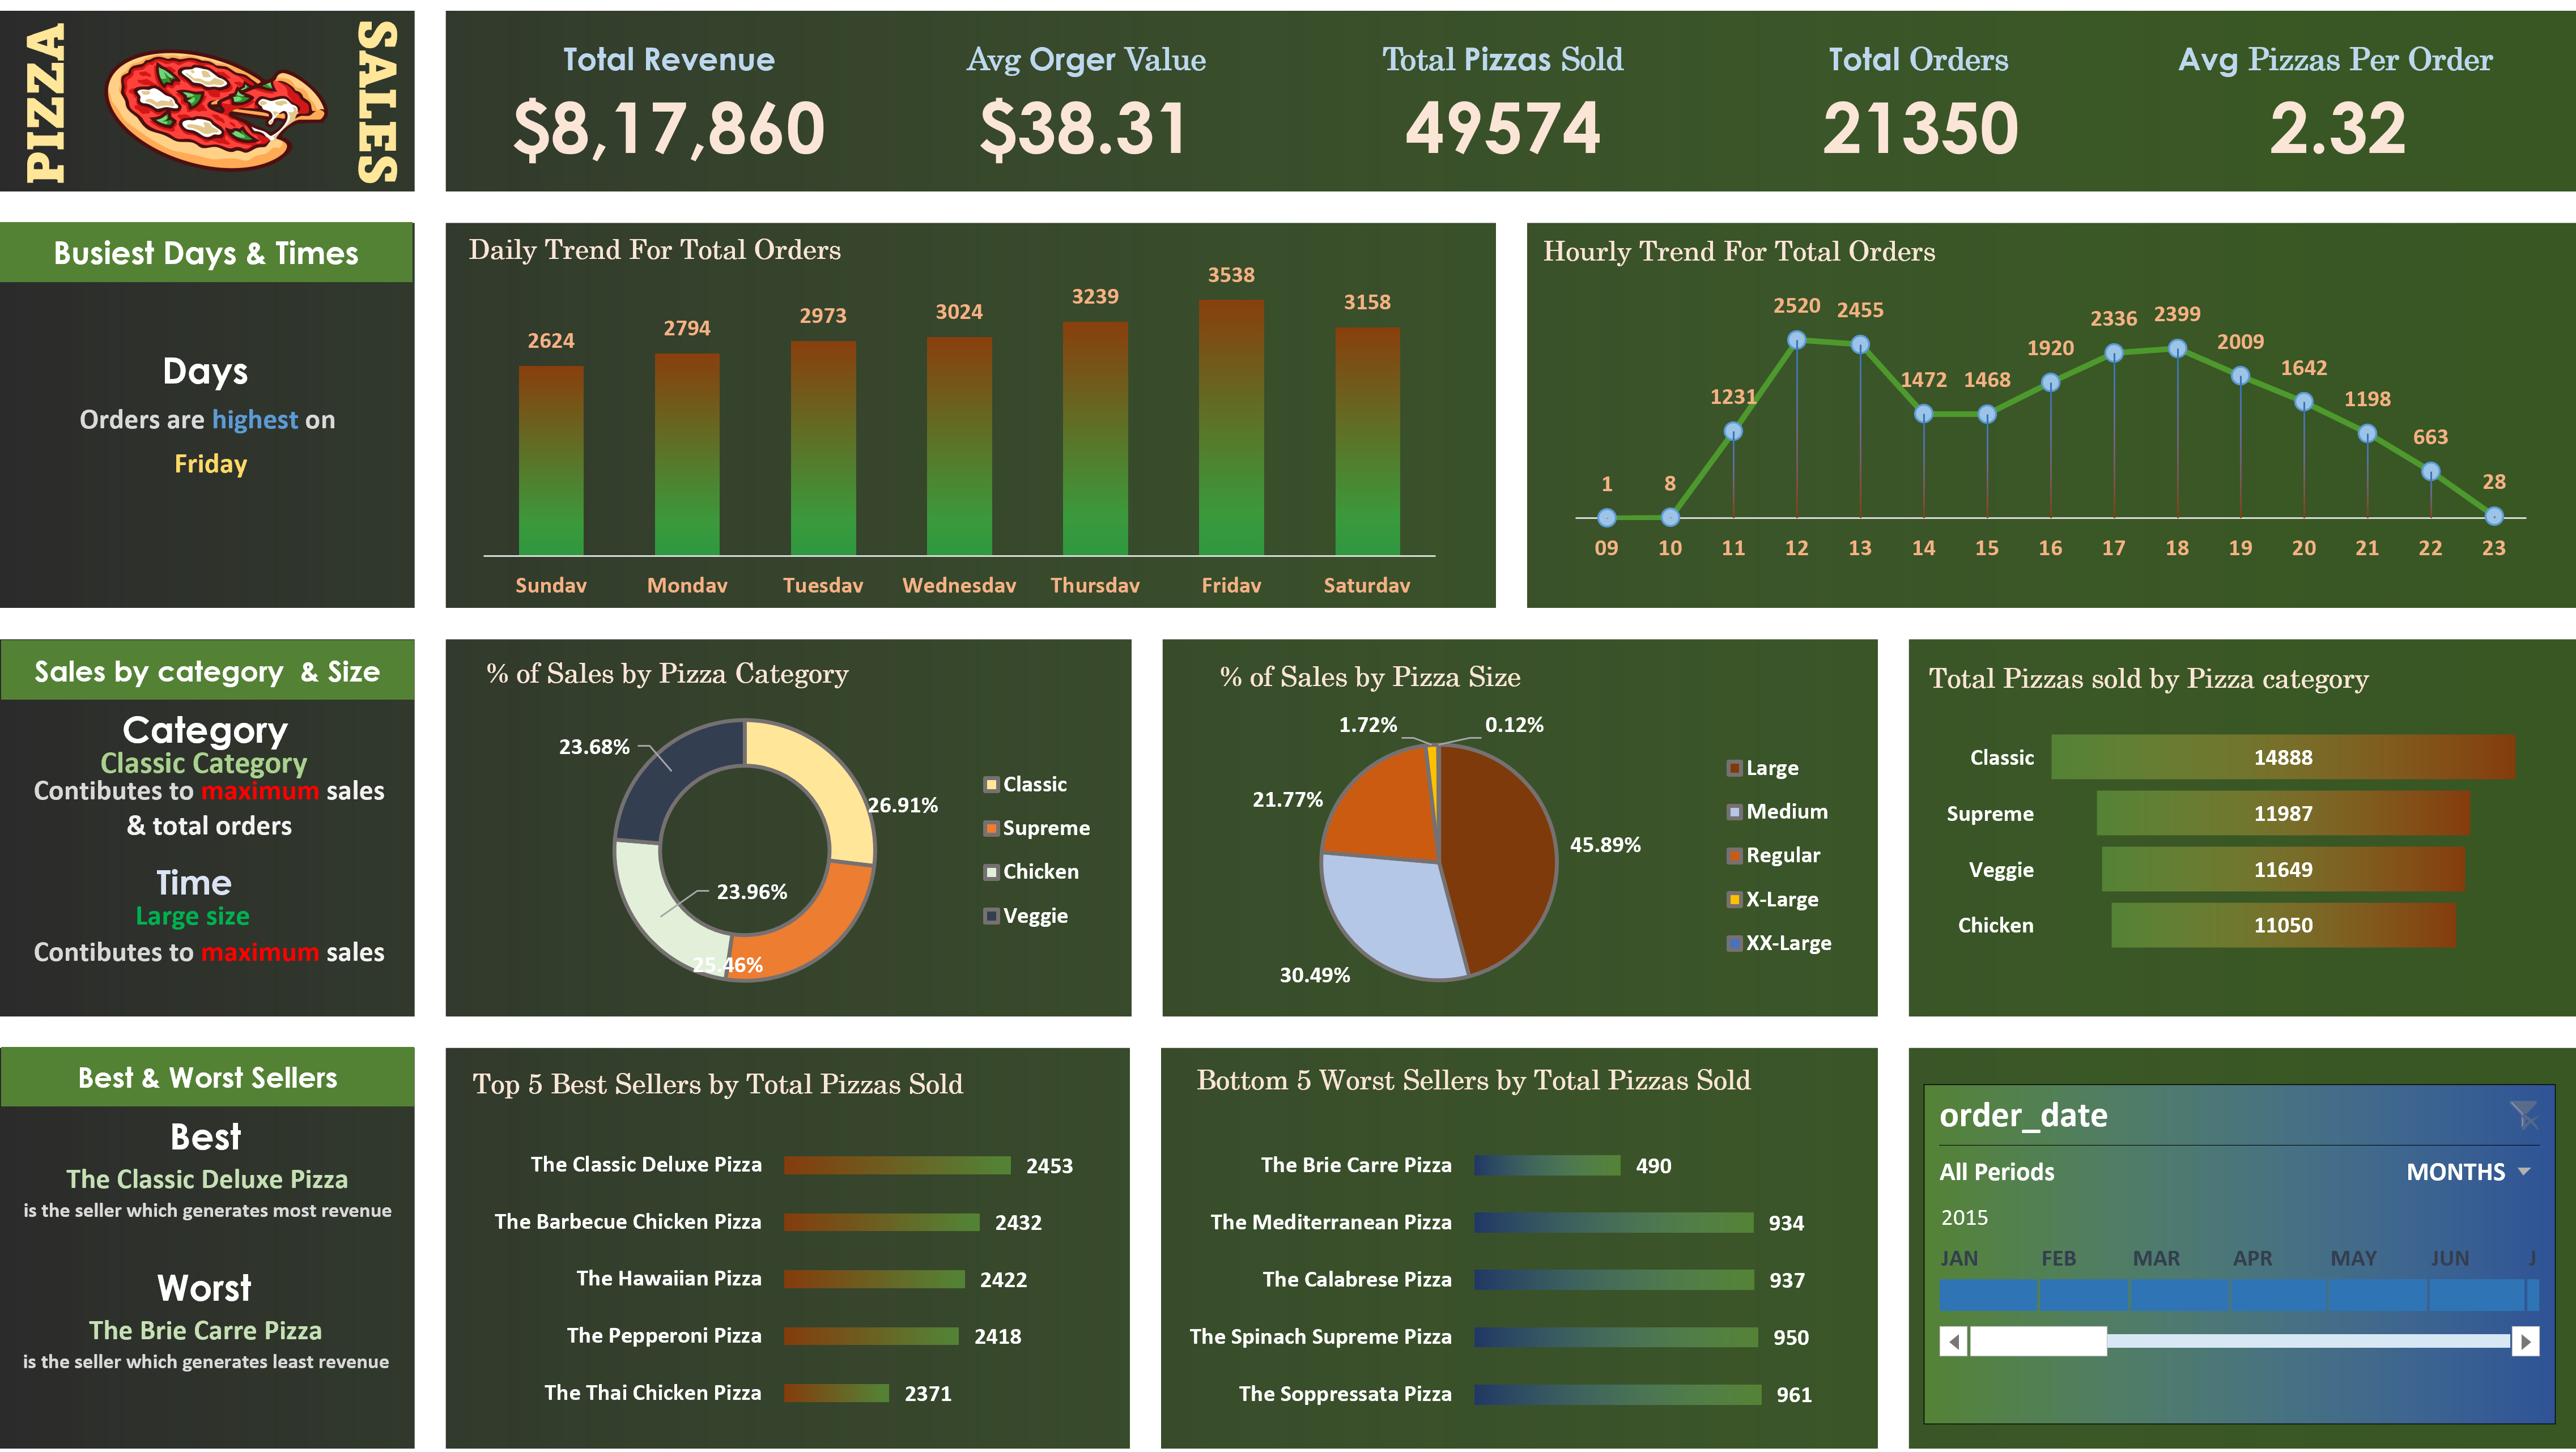 PIZZA
SALES
Total Revenue
$8,17,860
Avg Orger Value
$38.31
Total Pizzas Sold
49574
Total Orders
21350
Avg Pizzas Per Order
2.32
Busiest Days & Times
Days
Orders are highest on
Friday
Daily Trend For Total Orders
2624
2794
2973
3024
3239
3538
3158
Sunday
Monday
Tuesday
Wednesday
Thursday
Friday
Saturday
Hourly Trend For Total Orders
1
8
1231
2520
2455
1472
1468
1920
2336
2399
2009
1642
1198
663
28
09
10
11
12
13
14
15
16
17
18
19
20
21
22
23
Sales by category & Size
Category
Classic Category
Contibutes to maximum sales
& total orders
Time
Large size
Contibutes to maximum sales
% of Sales by Pizza Category
23.68%
26.91%
23.96%
25.46%
Classic
Supreme
Chicken
Veggie
% of Sales by Pizza Size
1.72%
0.12%
21.77%
45.89%
30.49%
Large
Medium
Regular
X-Large
XX-Large
Total Pizzas sold by Pizza category
Classic 14888
Supreme 11987
Veggie 11649
Chicken 11050
Best & Worst Sellers
Best
The Classic Deluxe Pizza
is the seller which generates most revenue
Worst
The Brie Carre Pizza
is the seller which generates least revenue
Top 5 Best Sellers by Total Pizzas Sold
The Classic Deluxe Pizza 2453
The Barbecue Chicken Pizza 2432
The Hawaiian Pizza 2422
The Pepperoni Pizza 2418
The Thai Chicken Pizza 2371
Bottom 5 Worst Sellers by Total Pizzas Sold
The Brie Carre Pizza 490
The Mediterranean Pizza 934
The Calabrese Pizza 937
The Spinach Supreme Pizza 950
The Soppressata Pizza 961
order_date
All Periods MONTHS
2015
JAN FEB MAR APR MAY JUN J